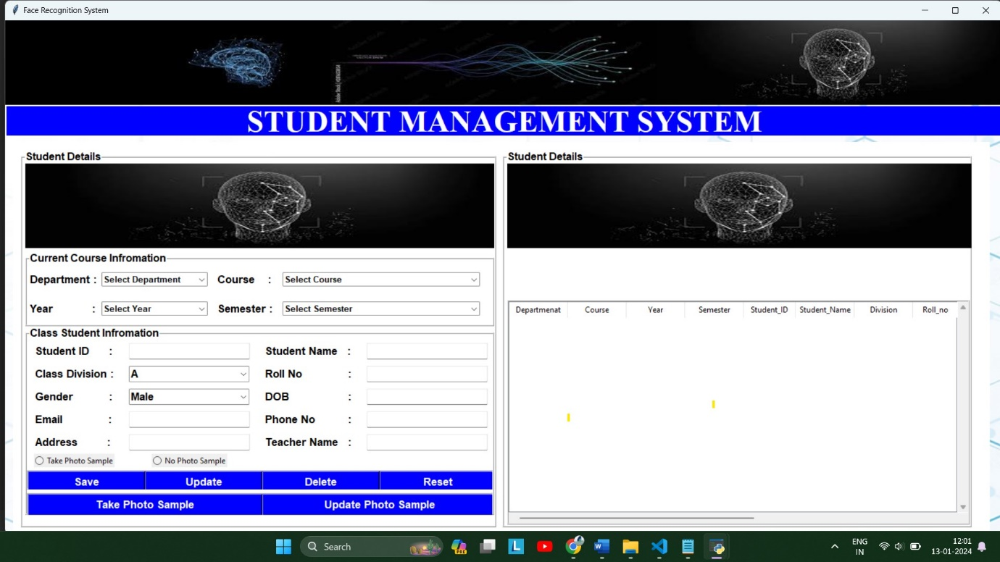 Face Recognition System
STUDENT MANAGEMENT SYSTEM
Student Details
Current Course Infromation
Department : Select Department Course : Select Course
Year : Select Year Semester : Select Semester
Class Student Infromation
Student ID : Student Name :
Class Division : A Roll No :
Gender : Male DOB :
Email : Phone No :
Address : Teacher Name :
Take Photo Sample No Photo Sample
Save Update Delete Reset
Take Photo Sample Update Photo Sample
Student Details
Departmenat Course Year Semester Student_ID Student_Name Division Roll_no
Search
PRE
L
W
ENG
IN
12:01
13-01-2024